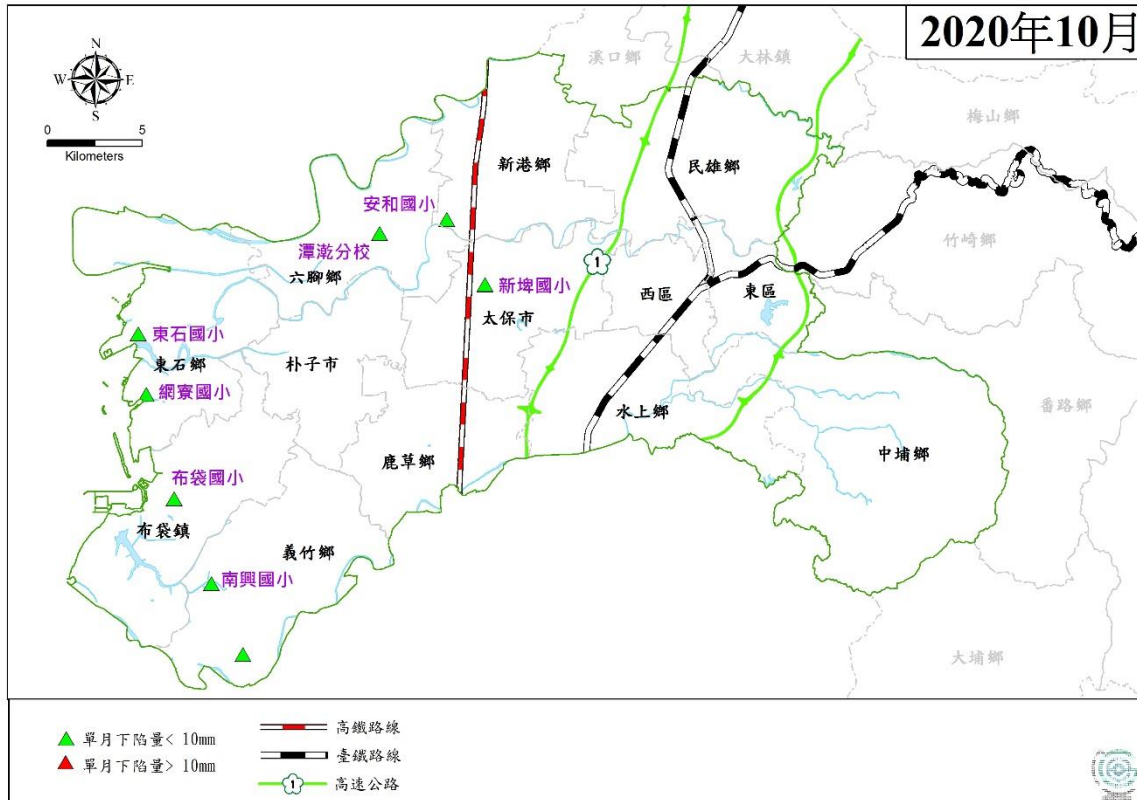 2020年10月
N
W E
S
0 5
Kilometers
溪口鄉
大林鎮
梅山鄉
新港鄉
民雄鄉
安和國小
潭漧分校
竹崎鄉
六腳鄉
新埤國小
西區
東區
太保市
東石國小
東石鄉
朴子市
網寮國小
水上鄉
番路鄉
鹿草鄉
中埔鄉
布袋國小
布袋鎮
義竹鄉
南興國小
大埔鄉
1
單月下陷量< 10mm
單月下陷量> 10mm
高鐵路線
臺鐵路線
1
高速公路